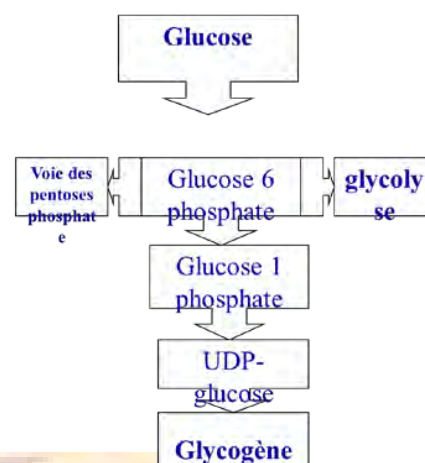 Glucose
Voie des
pentoses
phosphat
e
Glucose 6
phosphate
glycoly
se
Glucose 1
phosphate
UDP-
glucose
Glycogène